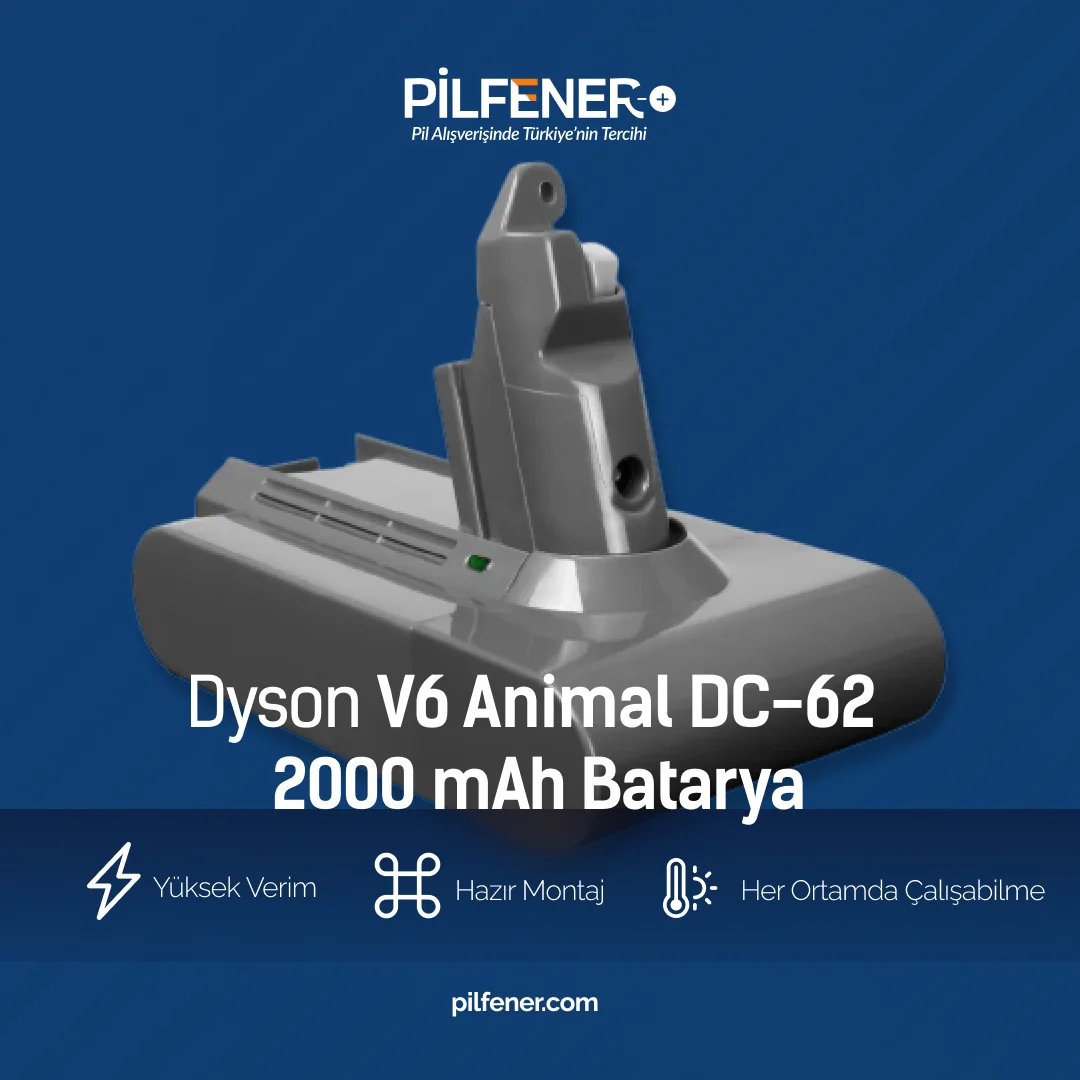 PİLFENER
Pil Alışverişinde Türkiye'nin Tercihi
Dyson V6 Animal DC-62
2000 mAh Batarya
Yüksek Verim
Hazır Montaj
Her Ortamda Çalışabilme
pilfener.com